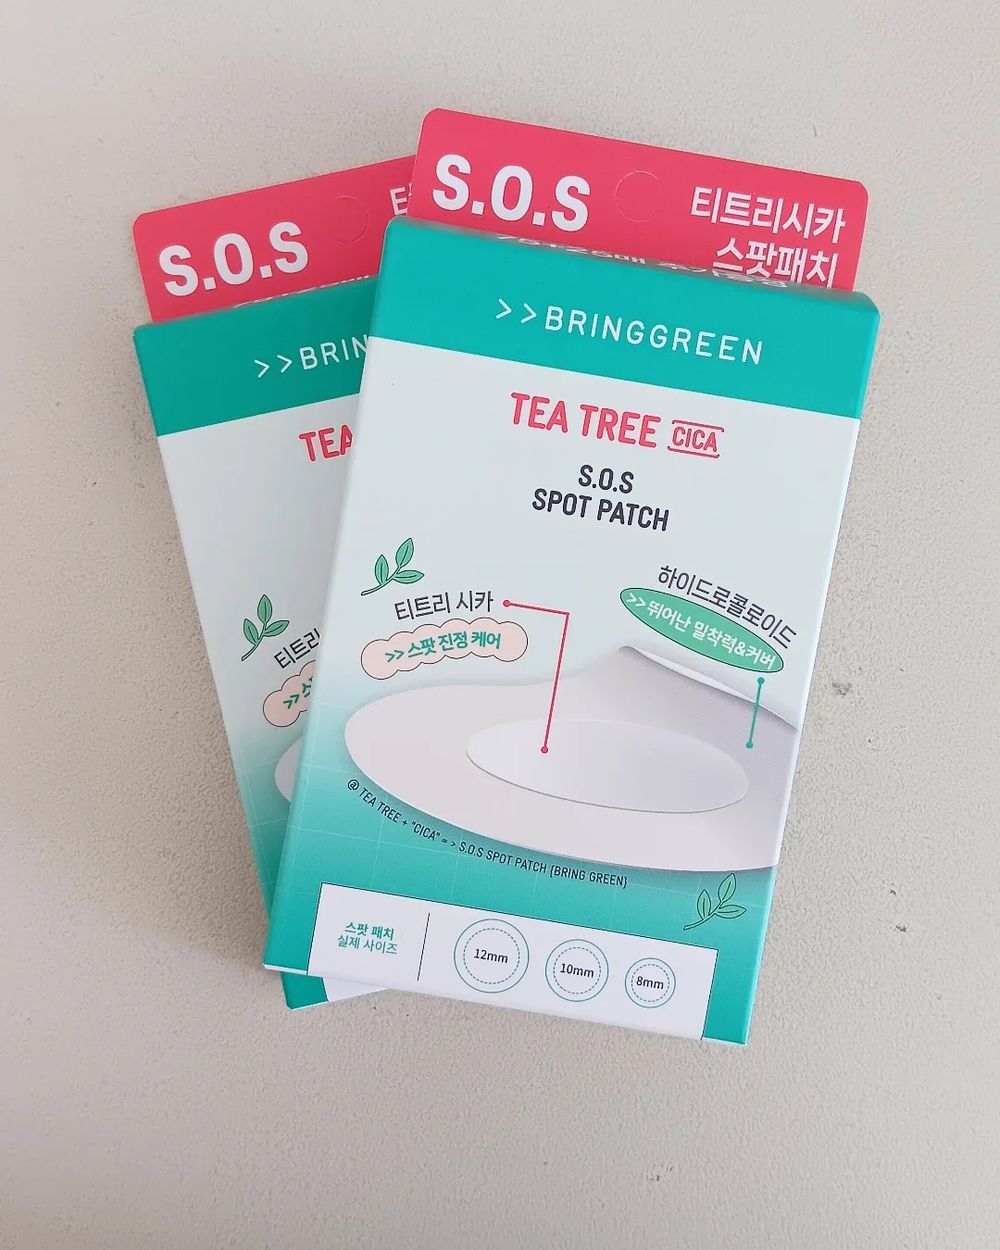 S.O.S
티트리시카
스팟패치
>>BRINGGREEN
TEA TREE CICA
S.O.S
SPOT PATCH
티트리 시카
>> 스팟 진정 케어
하이드로콜로이드
>> 뛰어난 밀착력&커버
@ TEA TREE + "CICA" = > S.O.S SPOT PATCH {BRING GREEN}
스팟 패치
실제 사이즈
12mm
10mm
8mm
S.O.S
>>BRIN
TEA
티트리